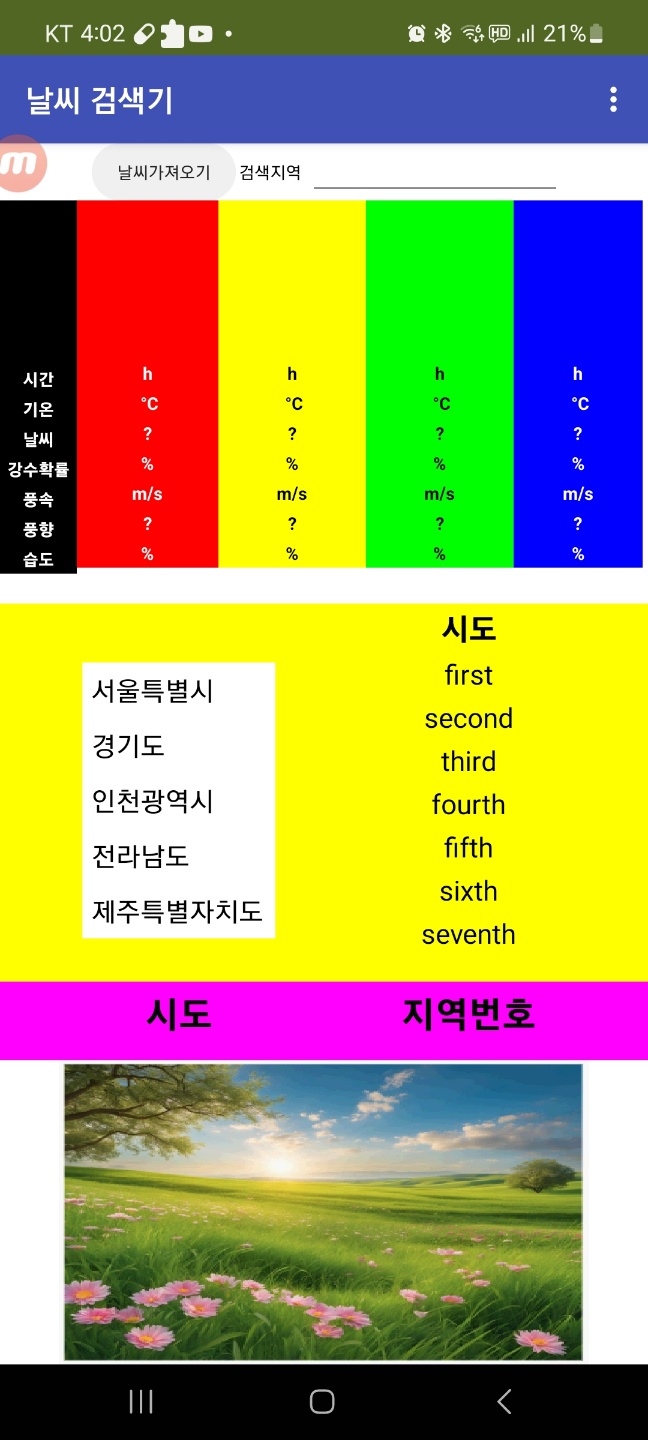 KT 4:02
HD 21%
날씨 검색기
m
날씨가져오기 검색지역
시간 h h h h
기온 °C °C °C °C
날씨 ? ? ? ?
강수확률 % % % %
풍속 m/s m/s m/s m/s
풍향 ? ? ? ?
습도 % % % %
서울특별시
경기도
인천광역시
전라남도
제주특별자치도
시도
first
second
third
fourth
fifth
sixth
seventh
시도 지역번호